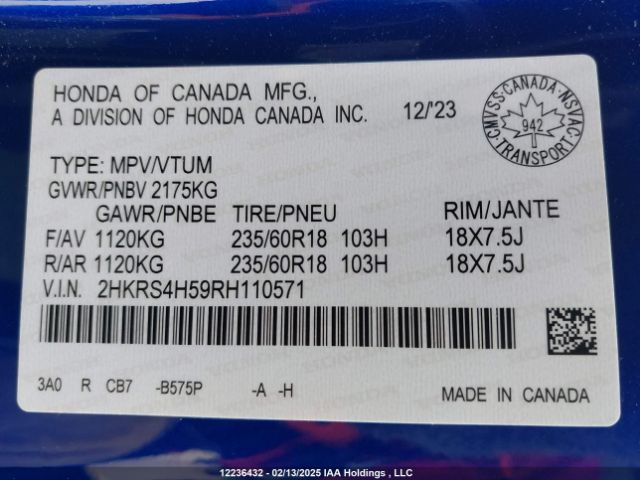 HONDA OF CANADA MFG.,
A DIVISION OF HONDA CANADA INC. 12/'23
CMVSS·CANADA·NSVAC
942
TRANSPORT
TYPE: MPV/VTUM
GVWR/PNBV 2175KG
GAWR/PNBE TIRE/PNEU RIM/JANTE
F/AV 1120KG 235/60R18 103H 18X7.5J
R/AR 1120KG 235/60R18 103H 18X7.5J
V.I.N. 2HKRS4H59RH110571
3A0 R CB7 -B575P -A -H MADE IN CANADA
12236432 - 02/13/2025 IAA Holdings , LLC